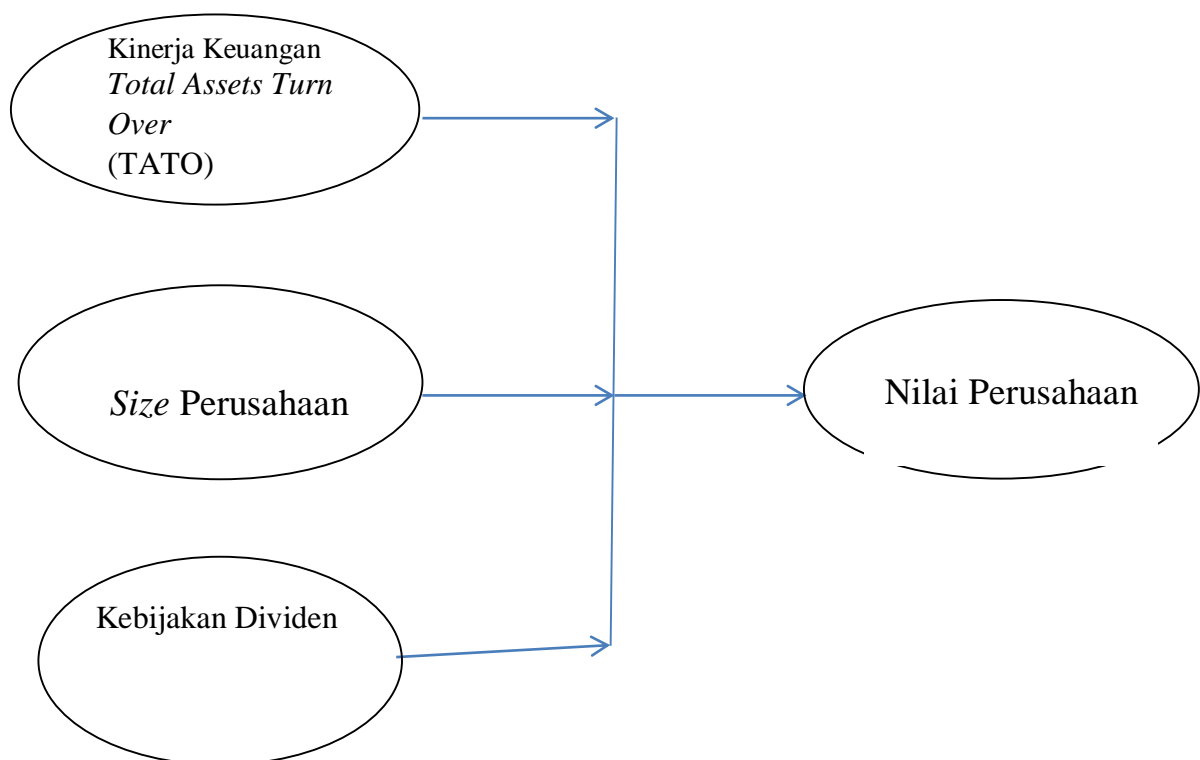 Kinerja Keuangan
Total Assets Turn
Over
(TATO)
Size Perusahaan
Nilai Perusahaan
Kebijakan Dividen